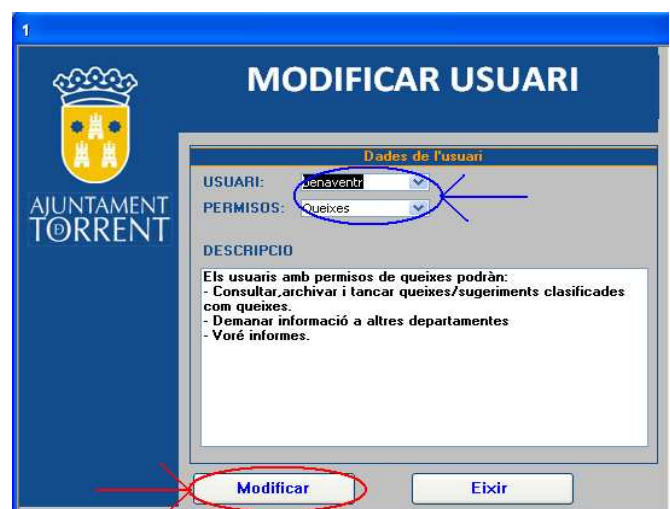 1
MODIFICAR USUARI
AJUNTAMENT
DE
TORRENT
Dades de l'usuari
USUARI: benaventr
PERMISOS: Queixes
DESCRIPCIO
Els usuaris amb permisos de queixes podràn:
- Consultar,archivar i tancar queixes/sugeriments clasificades
com queixes.
- Demanar informació a altres departamentes
- Voré informes.
Modificar Eixir